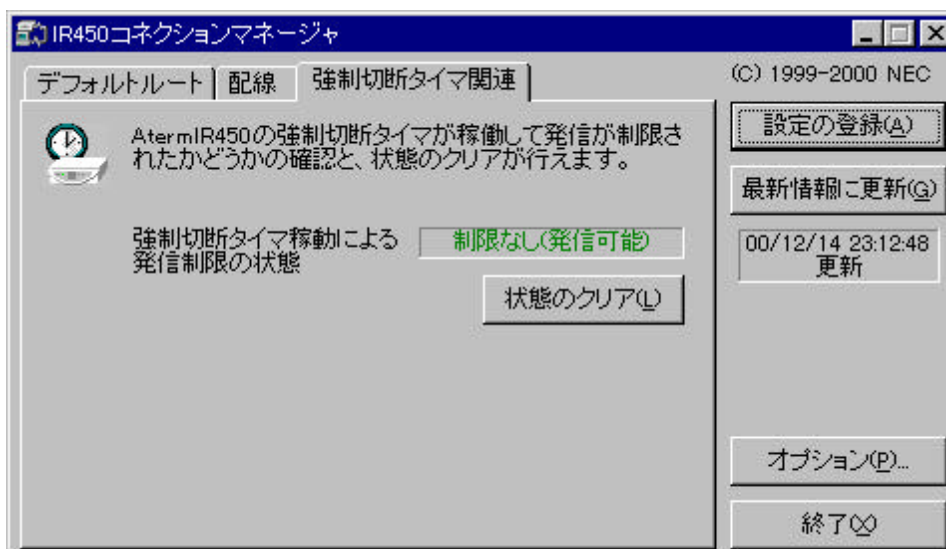 IR450コネクションマネージャ
デフォルトルート
配線
強制切断タイマ関連
AtermIR450の強制切断タイマが稼働して発信が制限さ
れたかどうかの確認と、状態のクリアが行えます。
強制切断タイマ稼動による
発信制限の状態
制限なし(発信可能)
状態のクリア(L)
(C) 1999-2000 NEC
設定の登録(A)
最新情報に更新(G)
00/12/14 23:12:48
更新
オプション(P)...
終了(X)